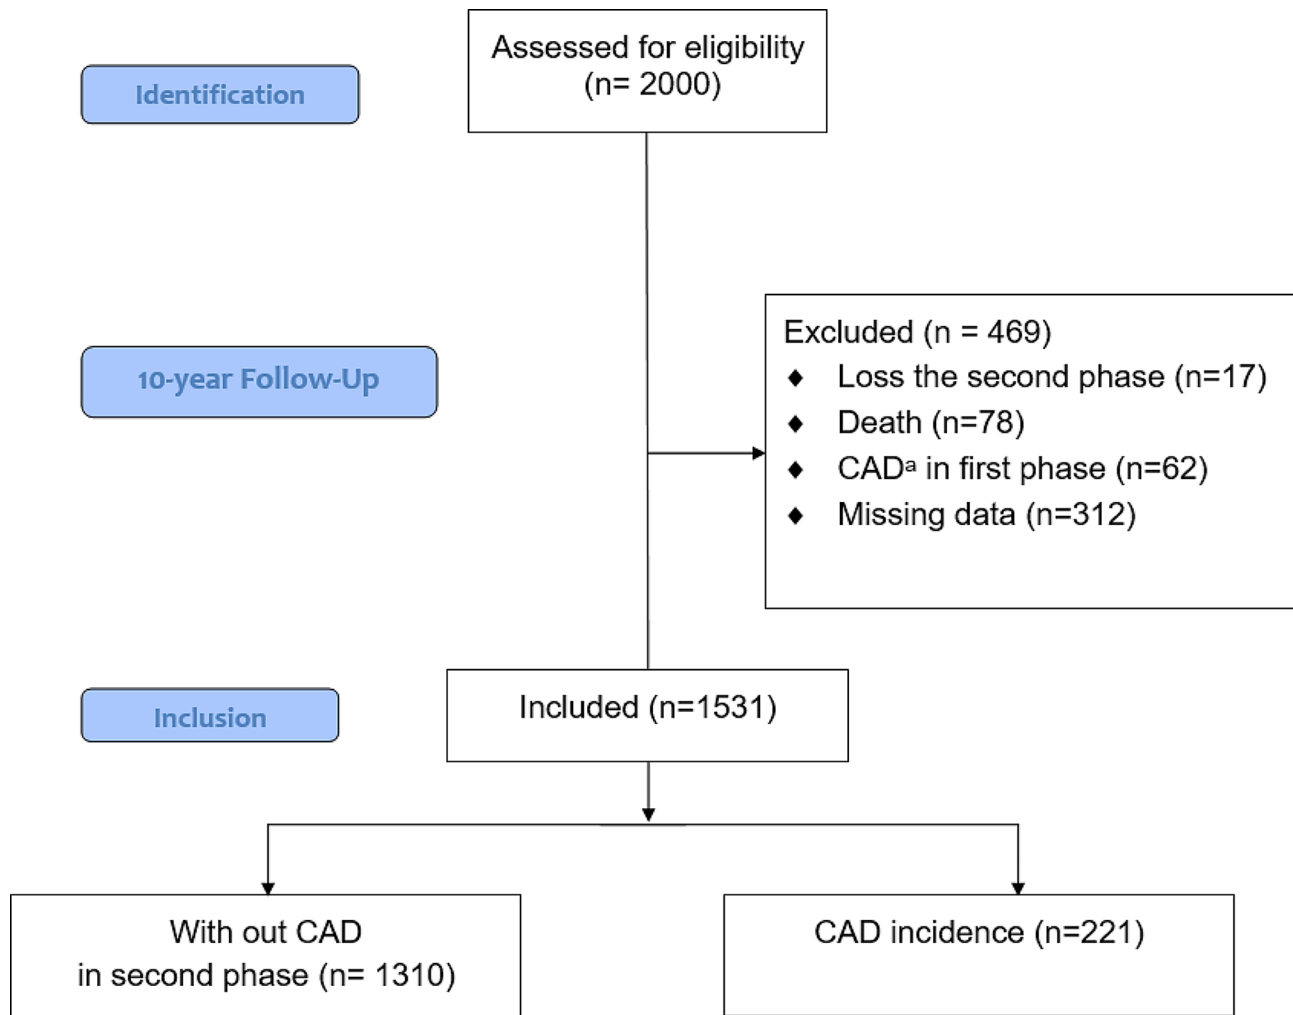 Assessed for eligibility
(n= 2000)
Identification
Excluded (n = 469)
♦ Loss the second phase (n=17)
♦ Death (n=78)
♦ CADᵃ in first phase (n=62)
♦ Missing data (n=312)
10-year Follow-Up
Included (n=1531)
Inclusion
With out CAD
in second phase (n= 1310)
CAD incidence (n=221)